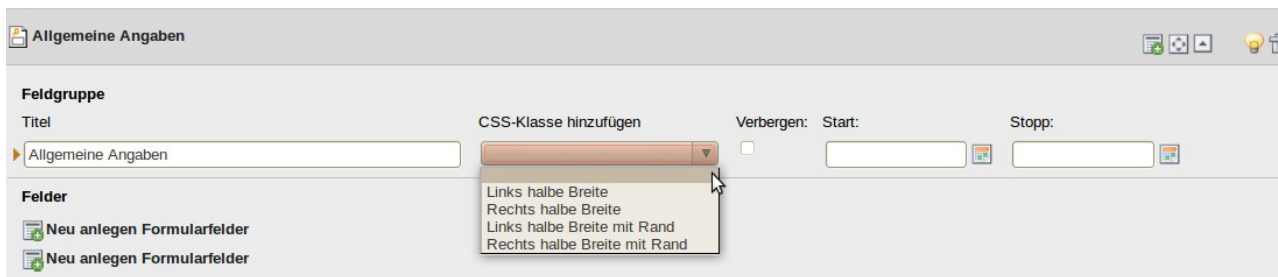 Allgemeine Angaben
Feldgruppe
Titel CSS-Klasse hinzufügen Verbergen: Start: Stopp:
Allgemeine Angaben
Links halbe Breite
Rechts halbe Breite
Links halbe Breite mit Rand
Rechts halbe Breite mit Rand
Felder
Neu anlegen Formularfelder
Neu anlegen Formularfelder